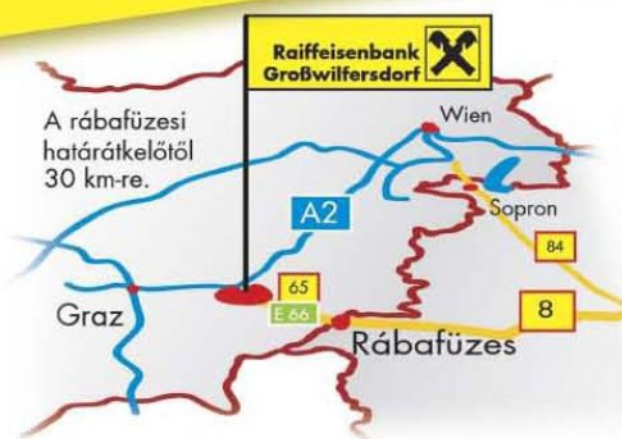 Raiffeisenbank
Großwilfersdorf
A rábafüzesi
határátkelőtől
30 km-re.
Wien
A2
Sopron
84
65
E 66
8
Graz
Rábafüzes